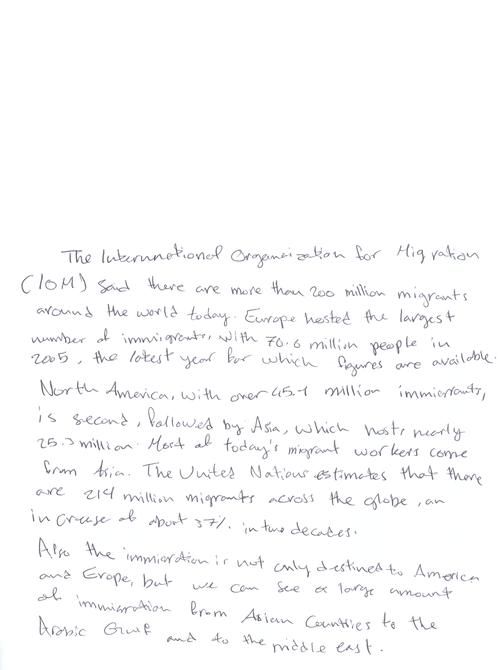 The Internnational Organaization for Migration
(IOM) said there are more than 200 million migrants
around the world today. Europe hosted the largest
number of immigrants, with 70.6 million people in
2005, the latest year for which figures are available.
North America, with over 45.1 million immigrants,
is second, followed by Asia, which hosts nearly
25.3 million. Most of today's migrant workers come
from Asia. The United Nations estimates that there
are 214 million migrants across the globe, an
increase of about 37% in two decades.
Also the immigration is not only destined to America
and Erope, but we can see a large amount
of immigration from Asian Countries to the
Arabic Gulf and to the middle east.